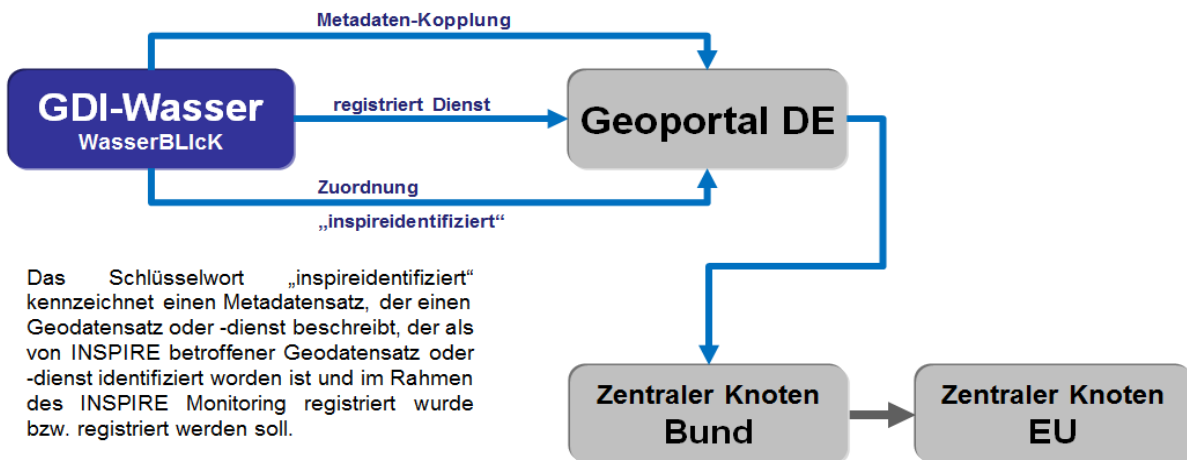 Metadaten-Kopplung
GDI-Wasser
WasserBLIcK
registriert Dienst
Geoportal DE
Zuordnung
„inspireidentifiziert“
Das Schlüsselwort „inspireidentifiziert“
kennzeichnet einen Metadatensatz, der einen
Geodatensatz oder -dienst beschreibt, der als
von INSPIRE betroffener Geodatensatz oder
-dienst identifiziert worden ist und im Rahmen
des INSPIRE Monitoring registriert wurde
bzw. registriert werden soll.
Zentraler Knoten
Bund
Zentraler Knoten
EU